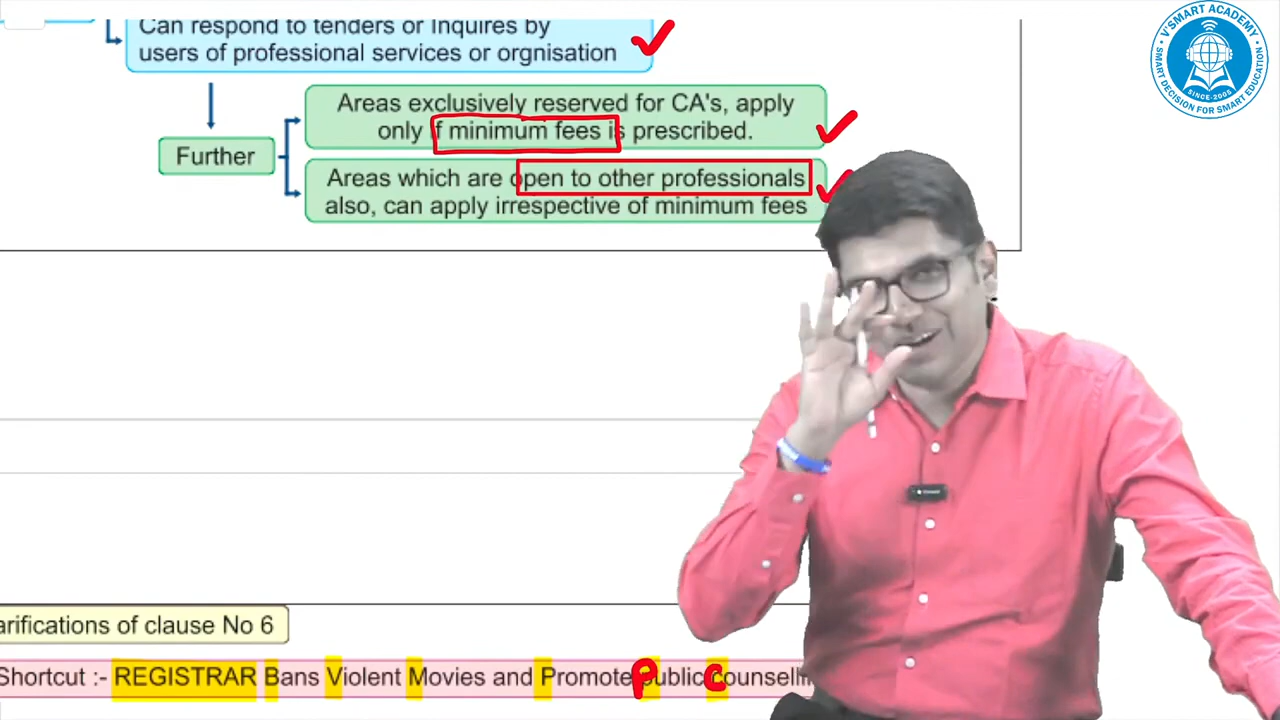 Can respond to tenders or Inquires by
users of professional services or orgnisation
Further
Areas exclusively reserved for CA's, apply
only if minimum fees is prescribed.
Areas which are open to other professionals
also, can apply irrespective of minimum fees
arifications of clause No 6
Shortcut :- REGISTRAR Bans Violent Movies and Promote Public Counselli
V'SMART ACADEMY
SINCE-2005
SMART DECISION FOR SMART EDUCATION